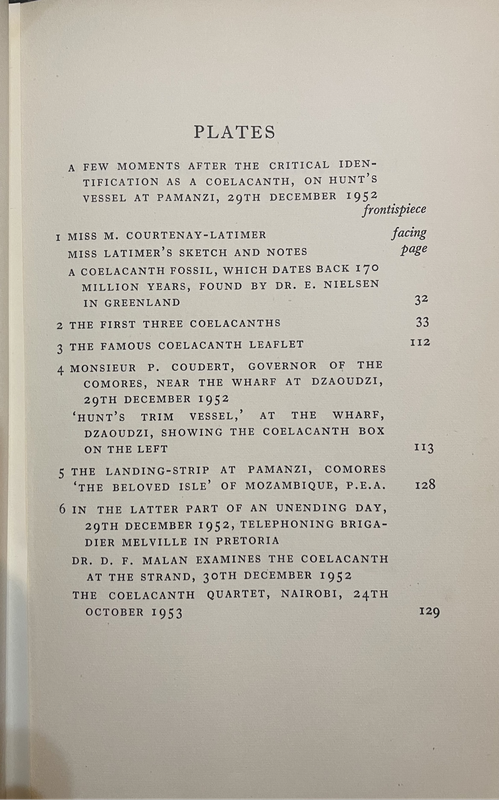 PLATES
A FEW MOMENTS AFTER THE CRITICAL IDEN-
TIFICATION AS A COELACANTH, ON HUNT'S
VESSEL AT PAMANZI, 29TH DECEMBER 1952
frontispiece
1 MISS M. COURTENAY-LATIMER facing
MISS LATIMER'S SKETCH AND NOTES page
A COELACANTH FOSSIL, WHICH DATES BACK 170
MILLION YEARS, FOUND BY DR. E. NIELSEN
IN GREENLAND 32
2 THE FIRST THREE COELACANTHS 33
3 THE FAMOUS COELACANTH LEAFLET 112
4 MONSIEUR P. COUDERT, GOVERNOR OF THE
COMORES, NEAR THE WHARF AT DZAOUDZI,
29TH DECEMBER 1952
'HUNT'S TRIM VESSEL,' AT THE WHARF,
DZAOUDZI, SHOWING THE COELACANTH BOX
ON THE LEFT 113
5 THE LANDING-STRIP AT PAMANZI, COMORES
'THE BELOVED ISLE' OF MOZAMBIQUE, P.E.A. 128
6 IN THE LATTER PART OF AN UNENDING DAY,
29TH DECEMBER 1952, TELEPHONING BRIGA-
DIER MELVILLE IN PRETORIA
DR. D. F. MALAN EXAMINES THE COELACANTH
AT THE STRAND, 30TH DECEMBER 1952
THE COELACANTH QUARTET, NAIROBI, 24TH
OCTOBER 1953 129